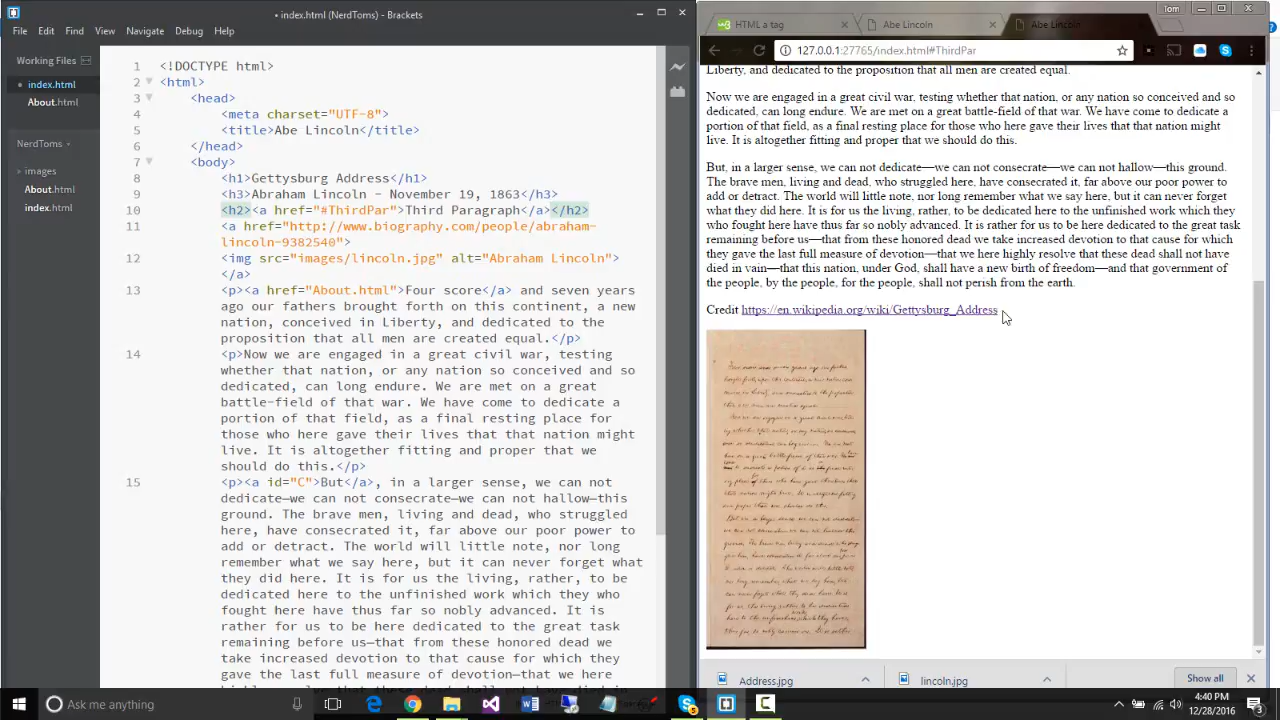 • index.html (NerdToms) - Brackets
File Edit Find View Navigate Debug Help
Working Files
index.html
About.html
NerdToms
images
About.html
index.html
1 <!DOCTYPE html>
2 <html>
3 <head>
4 <meta charset="UTF-8">
5 <title>Abe Lincoln</title>
6 </head>
7 <body>
8 <h1>Gettysburg Address</h1>
9 <h3>Abraham Lincoln - November 19, 1863</h3>
10 <h2><a href="#ThirdPar">Third Paragraph</a></h2>
11 <a href="http://www.biography.com/people/abraham-
lincoln-9382540">
12 <img src="images/lincoln.jpg" alt="Abraham Lincoln">
</a>
13 <p><a href="About.html">Four score</a> and seven years
ago our fathers brought forth on this continent, a new
nation, conceived in Liberty, and dedicated to the
proposition that all men are created equal.</p>
14 <p>Now we are engaged in a great civil war, testing
whether that nation, or any nation so conceived and so
dedicated, can long endure. We are met on a great
battle-field of that war. We have come to dedicate a
portion of that field, as a final resting place for
those who here gave their lives that that nation might
live. It is altogether fitting and proper that we
should do this.</p>
15 <p><a id="C">But</a>, in a larger sense, we can not
dedicate—we can not consecrate—we can not hallow—this
ground. The brave men, living and dead, who struggled
here, have consecrated it, far above our poor power to
add or detract. The world will little note, nor long
remember what we say here, but it can never forget what
they did here. It is for us the living, rather, to be
dedicated here to the unfinished work which they who
fought here have thus far so nobly advanced. It is
rather for us to be here dedicated to the great task
remaining before us—that from these honored dead we
take increased devotion to that cause for which they
gave the last full measure of devotion—that we here
Tom
HTML a tag
Abe Lincoln
Abe Lincoln
127.0.0.1:27765/index.html#ThirdPar
Liberty, and dedicated to the proposition that all men are created equal.
Now we are engaged in a great civil war, testing whether that nation, or any nation so conceived and so
dedicated, can long endure. We are met on a great battle-field of that war. We have come to dedicate a
portion of that field, as a final resting place for those who here gave their lives that that nation might
live. It is altogether fitting and proper that we should do this.
But, in a larger sense, we can not dedicate—we can not consecrate—we can not hallow—this ground.
The brave men, living and dead, who struggled here, have consecrated it, far above our poor power to
add or detract. The world will little note, nor long remember what we say here, but it can never forget
what they did here. It is for us the living, rather, to be dedicated here to the unfinished work which they
who fought here have thus far so nobly advanced. It is rather for us to be here dedicated to the great task
remaining before us—that from these honored dead we take increased devotion to that cause for which
they gave the last full measure of devotion—that we here highly resolve that these dead shall not have
died in vain—that this nation, under God, shall have a new birth of freedom—and that government of
the people, by the people, for the people, shall not perish from the earth.
Credit https://en.wikipedia.org/wiki/Gettysburg_Address
Address.jpg
lincoln.jpg
Show all
Ask me anything
4:40 PM
12/28/2016